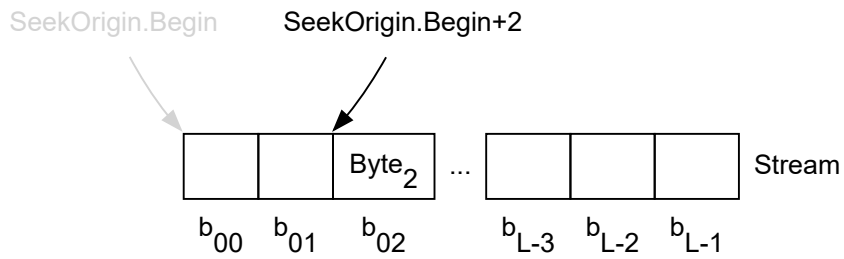 SeekOrigin.Begin SeekOrigin.Begin+2
Byte2 ... Stream
b00 b01 b02 bL-3 bL-2 bL-1